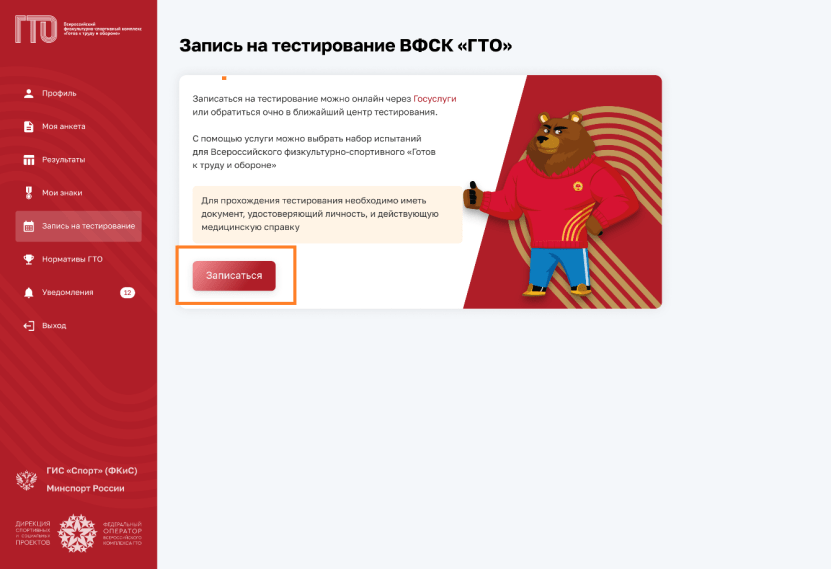 ГТО
Всероссийский
физкультурно-спортивный комплекс
«Готов к труду и обороне»
Профиль
Моя анкета
Результаты
Мои знаки
Запись на тестирование
Нормативы ГТО
Уведомления 12
Выход
ГИС «Спорт» (ФКиС)
Минспорт России
ДИРЕКЦИЯ
СПОРТИВНЫХ
И СОЦИАЛЬНЫХ
ПРОЕКТОВ
ФЕДЕРАЛЬНЫЙ
ОПЕРАТОР
ВСЕРОССИЙСКОГО
КОМПЛЕКСА ГТО
Запись на тестирование ВФСК «ГТО»
Записаться на тестирование можно онлайн через Госуслуги
или обратиться очно в ближайший центр тестирования.
С помощью услуги можно выбрать набор испытаний
для Всероссийского физкультурно-спортивного «Готов
к труду и обороне»
Для прохождения тестирования необходимо иметь
документ, удостоверяющий личность, и действующую
медицинскую справку
Записаться